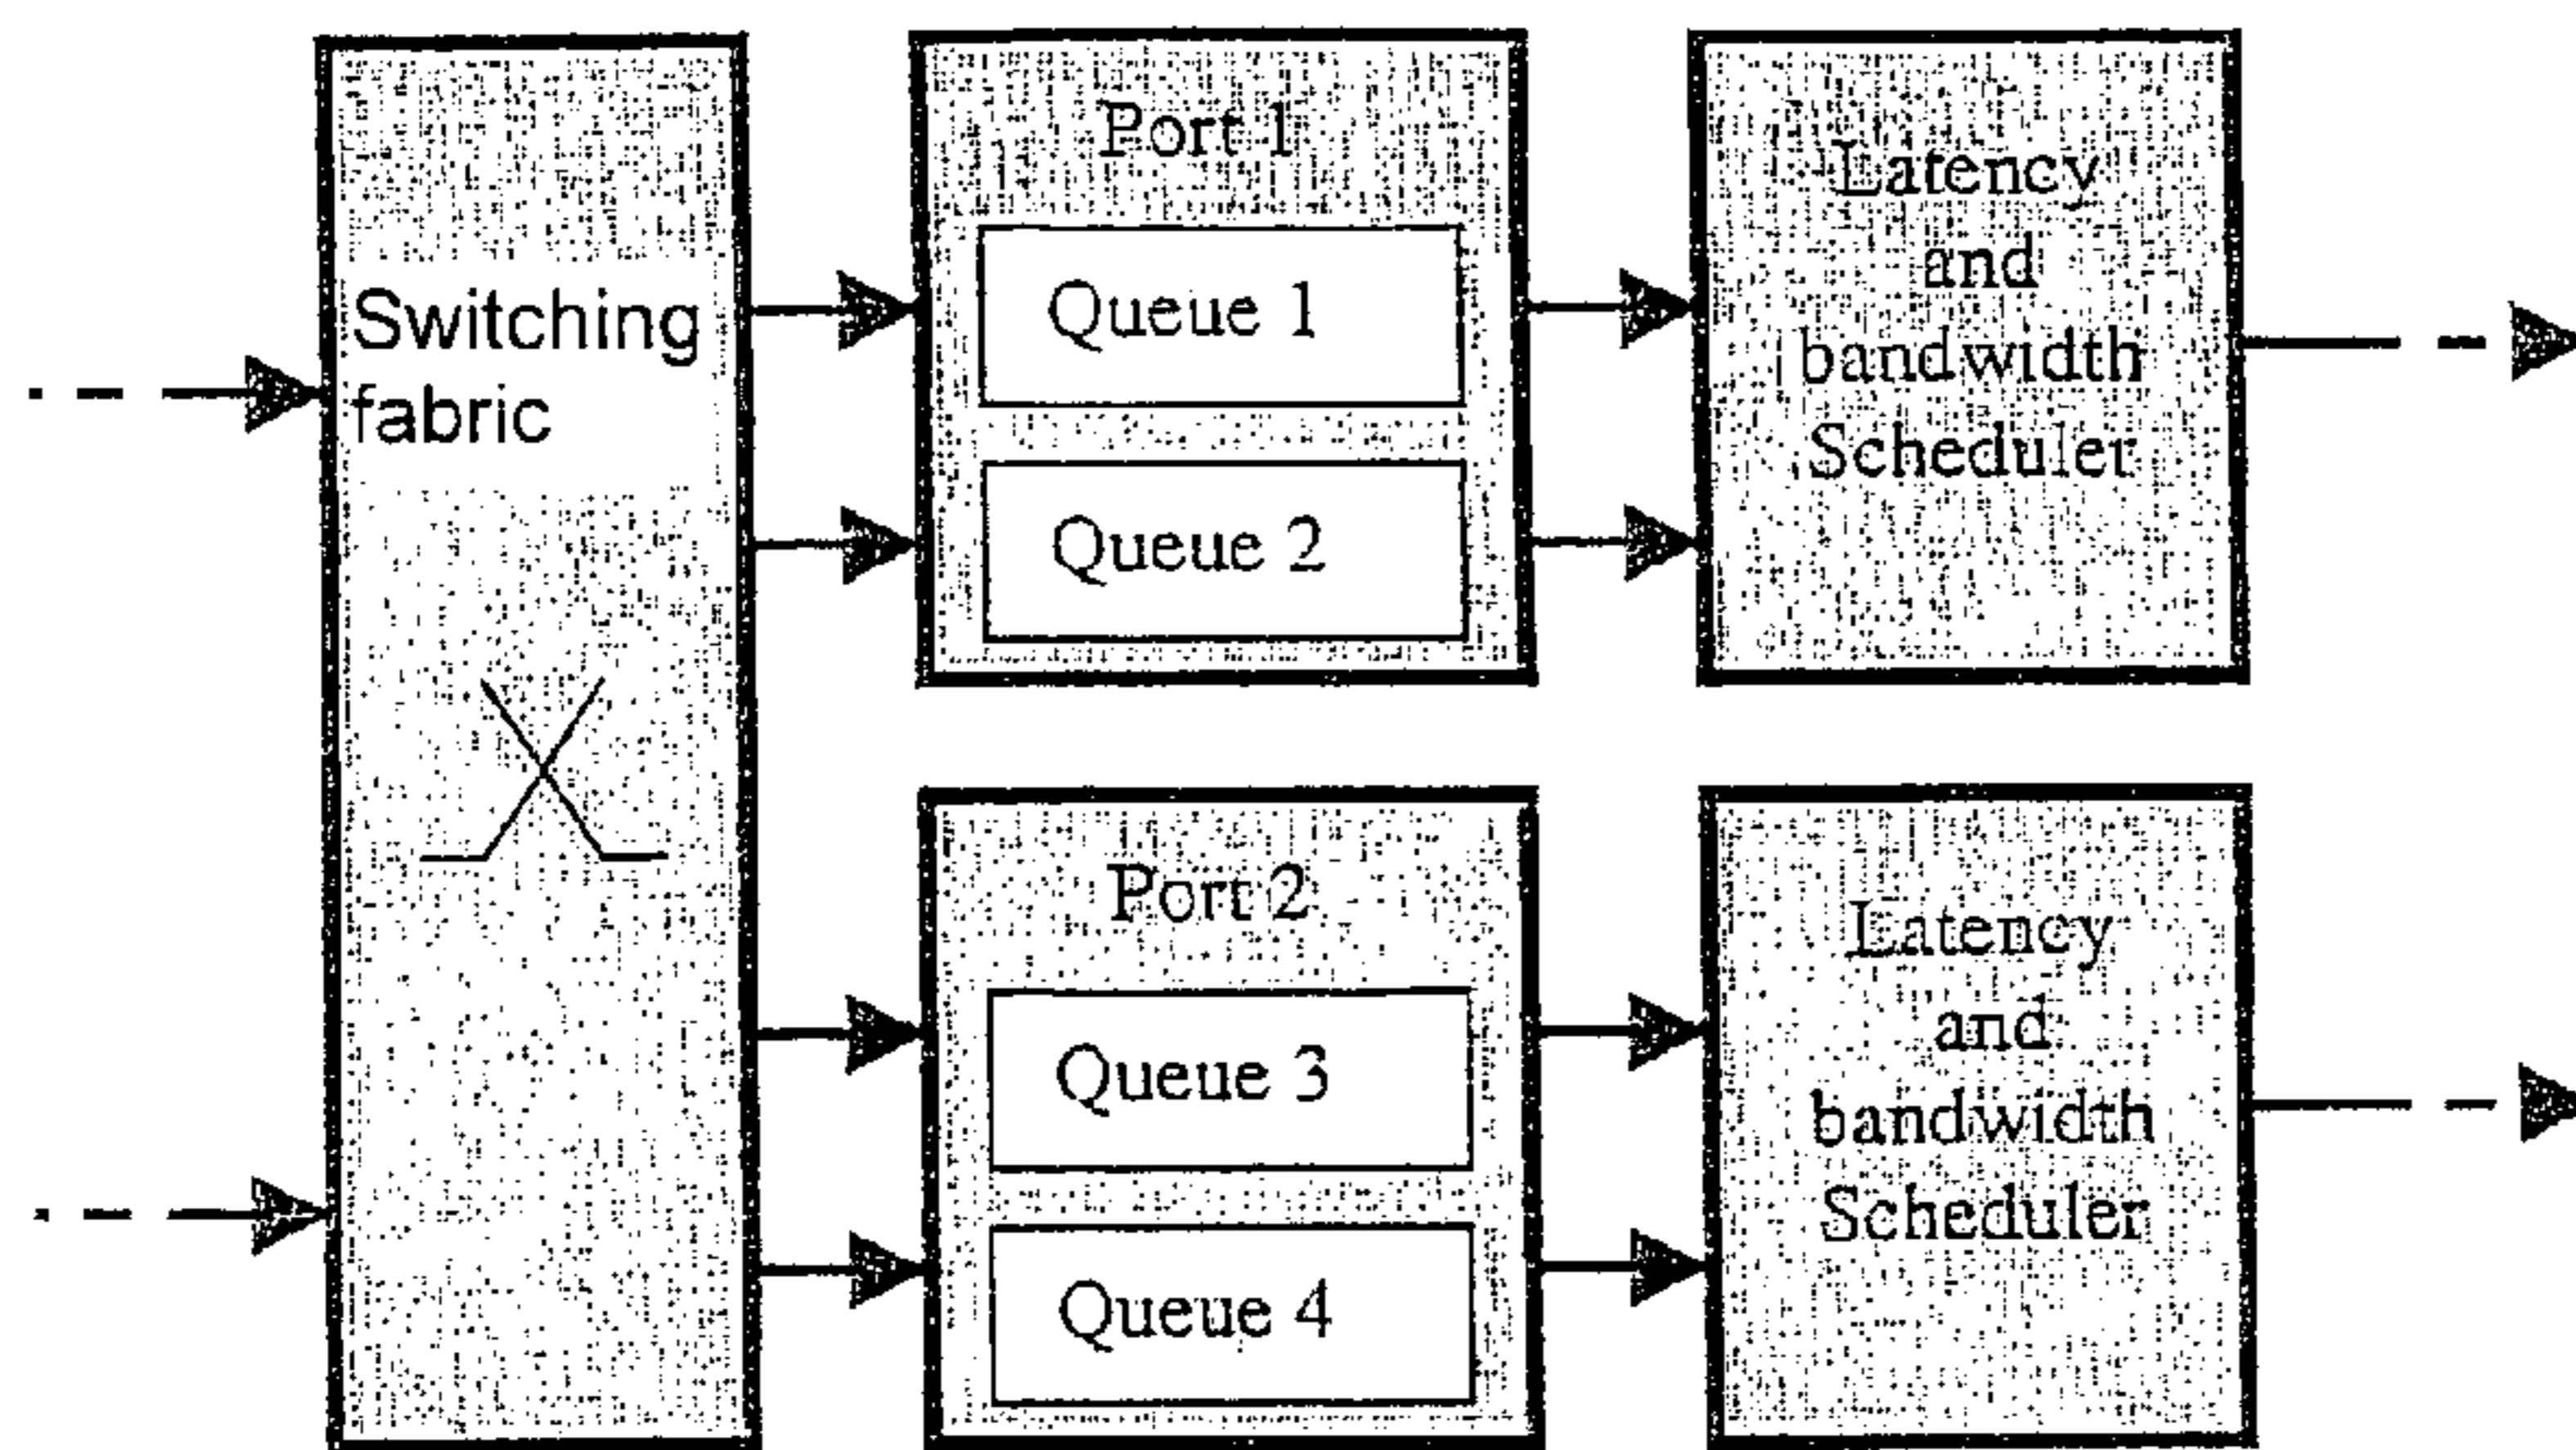 Switching
fabric
Port 1
Queue 1
Queue 2
Latency
and
bandwidth
Scheduler
Port 2
Queue 3
Queue 4
Latency
and
bandwidth
Scheduler